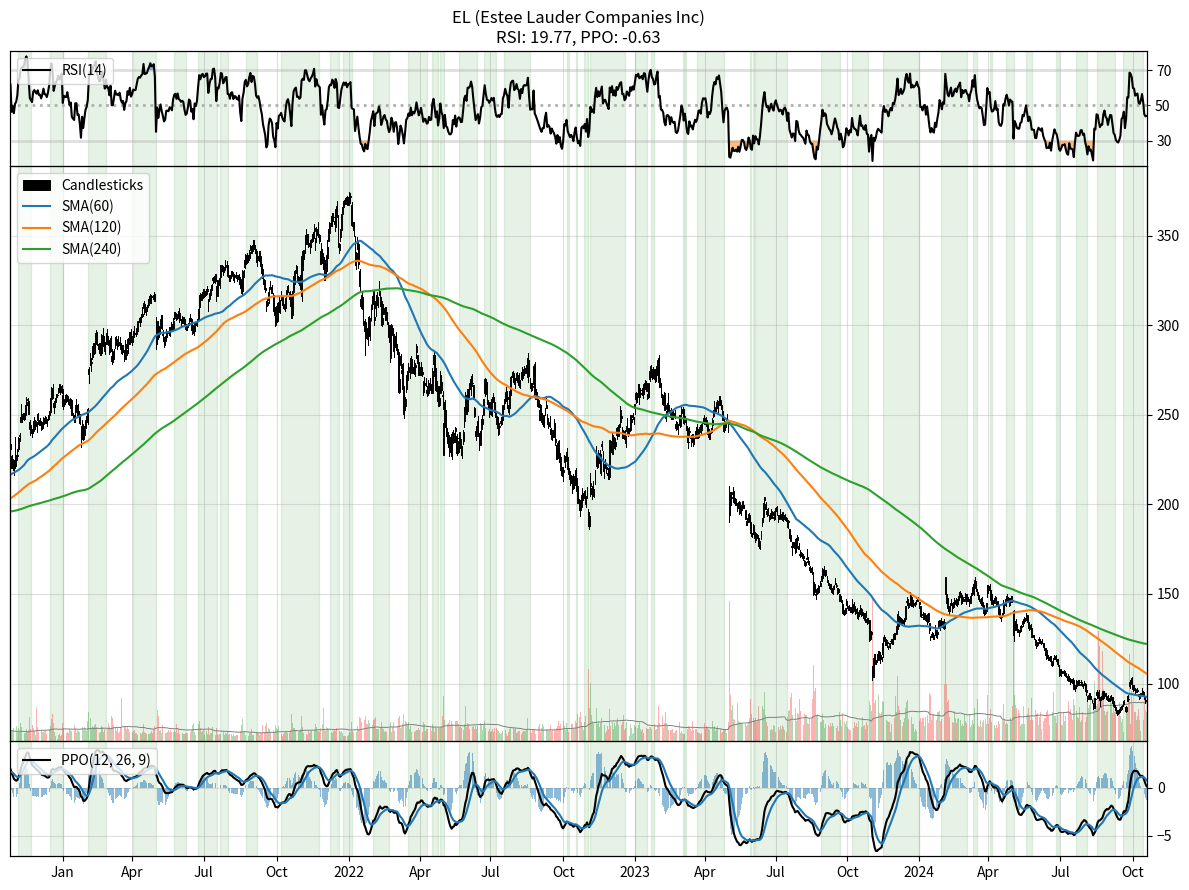 EL (Estee Lauder Companies Inc)
RSI: 19.77, PPO: -0.63
RSI(14)
70
50
30
Candlesticks
SMA(60)
SMA(120)
SMA(240)
350
300
250
200
150
100
PPO(12, 26, 9)
0
−5
Jan Apr Jul Oct 2022 Apr Jul Oct 2023 Apr Jul Oct 2024 Apr Jul Oct